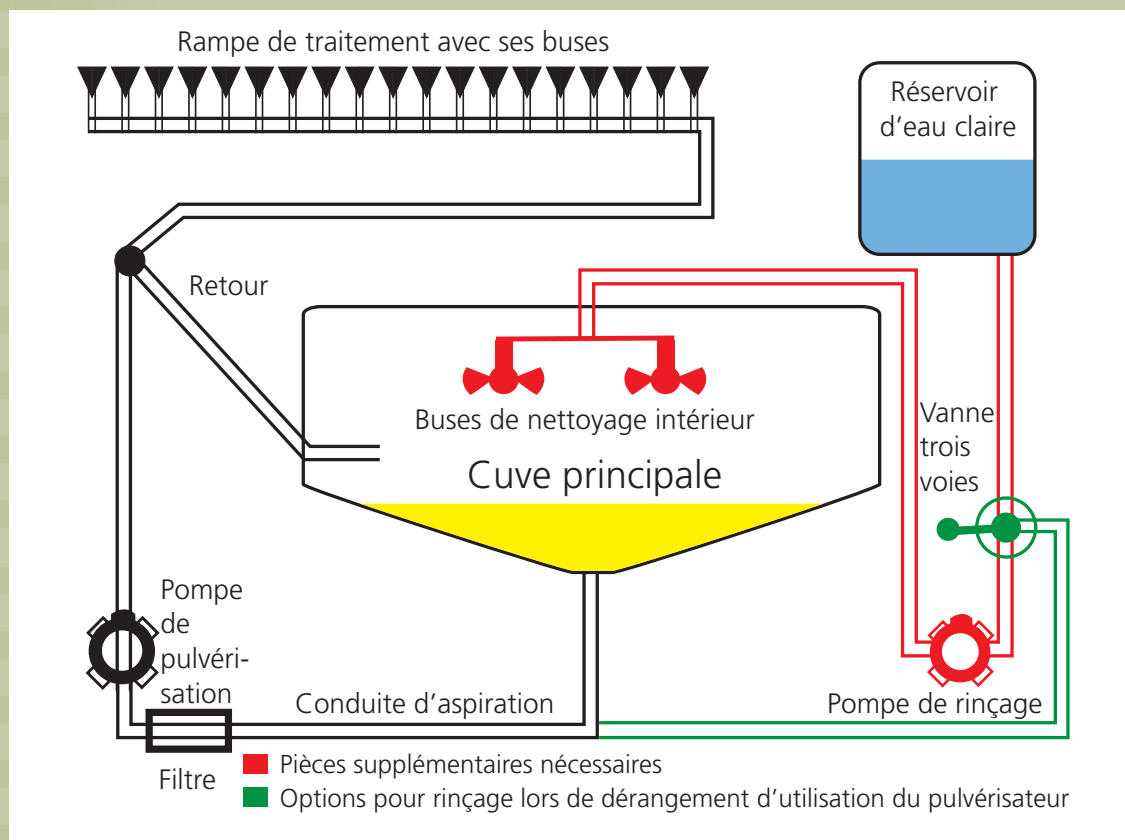 Rampe de traitement avec ses buses
Réservoir
d'eau claire
Retour
Buses de nettoyage intérieur
Cuve principale
Vanne
trois
voies
Pompe
de
pulvéri-
sation
Conduite d'aspiration
Pompe de rinçage
Filtre
Pièces supplémentaires nécessaires
Options pour rinçage lors de dérangement d'utilisation du pulvérisateur